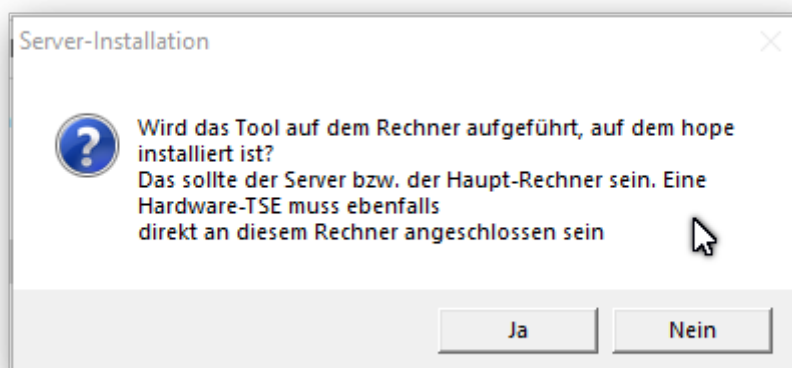 Server-Installation
Wird das Tool auf dem Rechner aufgeführt, auf dem hope
installiert ist?
Das sollte der Server bzw. der Haupt-Rechner sein. Eine
Hardware-TSE muss ebenfalls
direkt an diesem Rechner angeschlossen sein
Ja
Nein